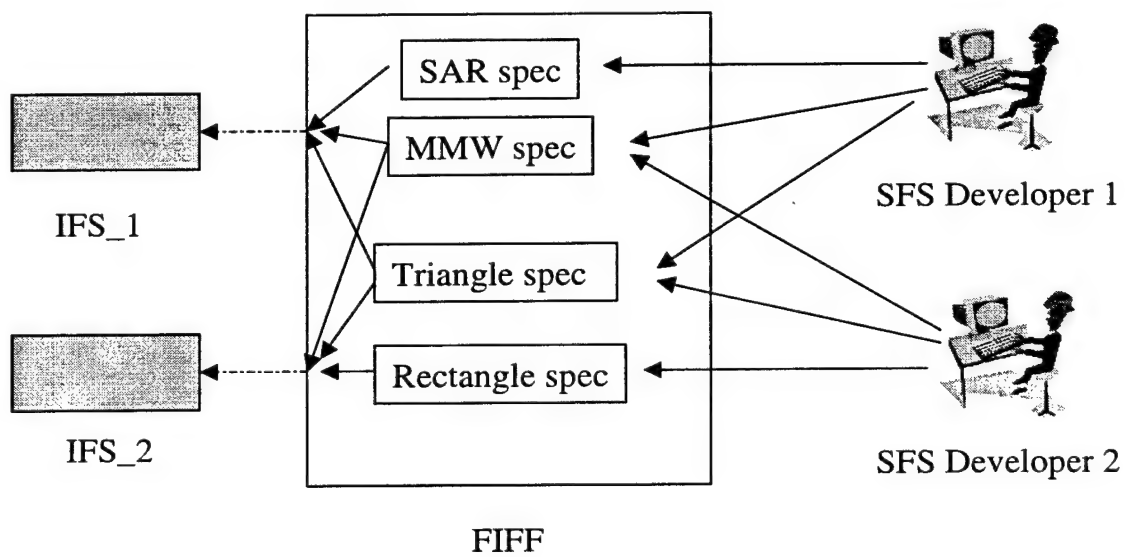 SAR spec
MMW spec
SFS Developer 1
IFS_1
Triangle spec
Rectangle spec
IFS_2
SFS Developer 2
FIFF